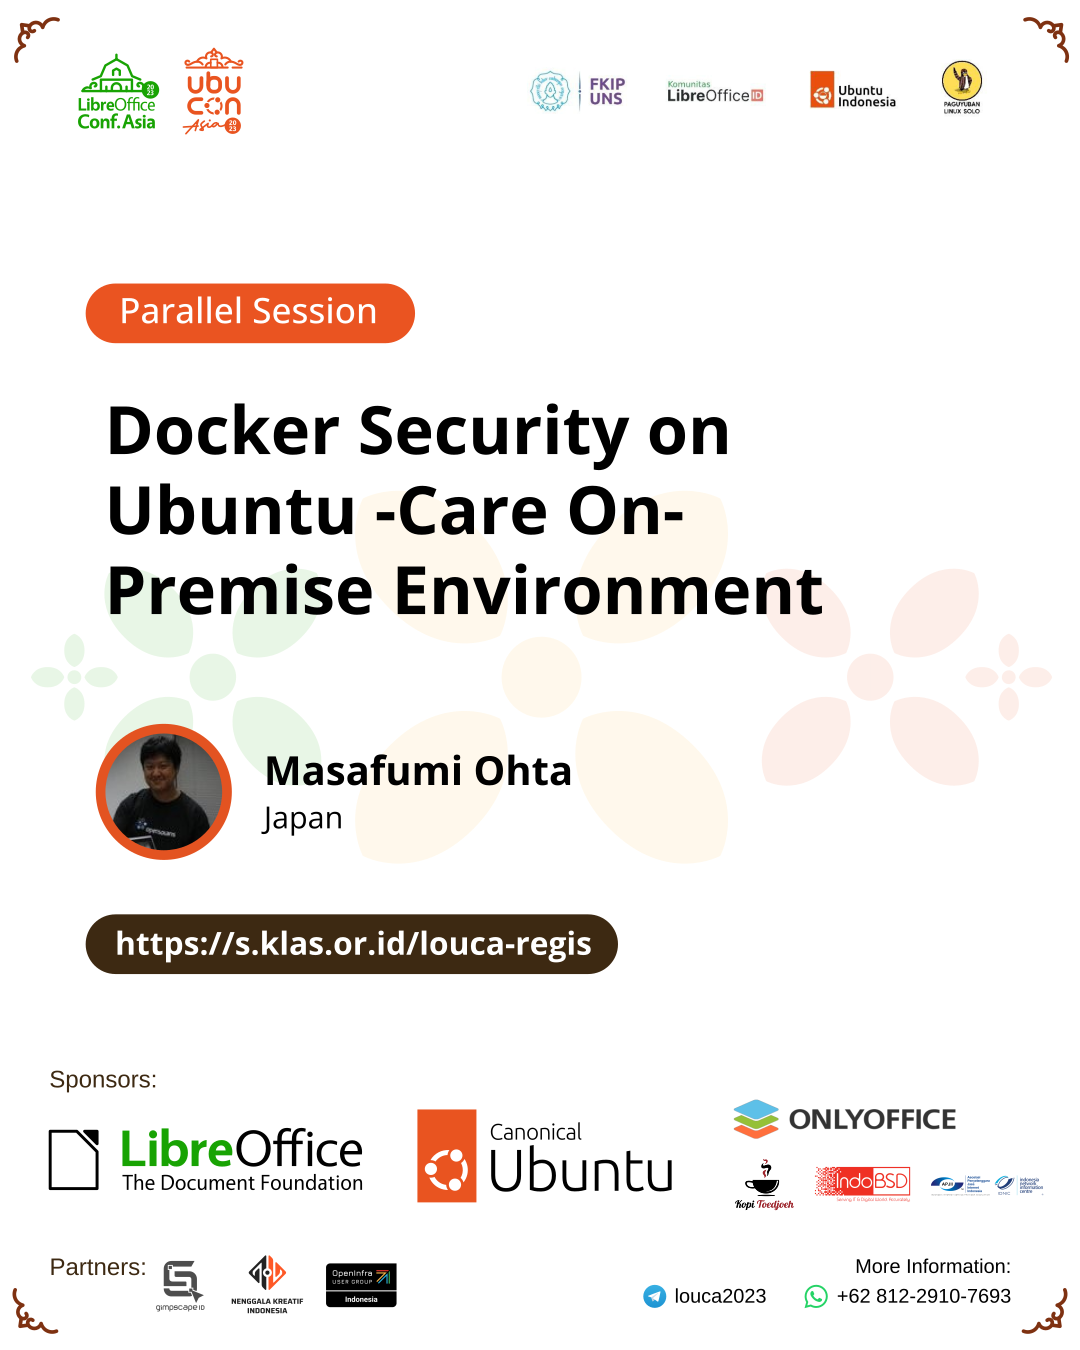 LibreOffice
Conf. Asia
2023
ubu
con
Asia
2023
FKIP
UNS
Komunitas
LibreOffice ID
Ubuntu
Indonesia
PAGUYUBAN
LINUX SOLO
Parallel Session
Docker Security on
Ubuntu -Care On-
Premise Environment
Masafumi Ohta
Japan
https://s.klas.or.id/louca-regis
Sponsors:
LibreOffice
The Document Foundation
Canonical
Ubuntu
ONLYOFFICE
Kopi Toedjoeh
IndoBSD
Partners:
gimpscape ID
NENGGALA KREATIF
INDONESIA
OpenInfra
USER GROUP
Indonesia
More Information:
louca2023
+62 812-2910-7693